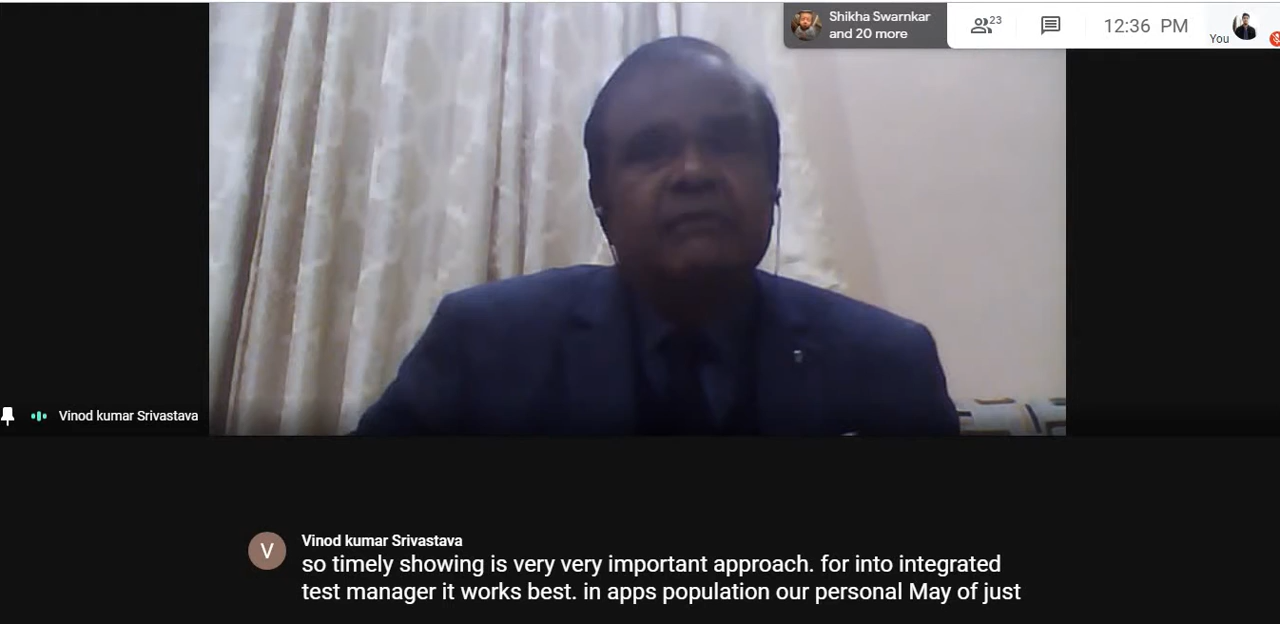 Shikha Swarnkar
and 20 more
23
12:36 PM
You
Vinod kumar Srivastava
V
Vinod kumar Srivastava
so timely showing is very very important approach. for into integrated
test manager it works best. in apps population our personal May of just